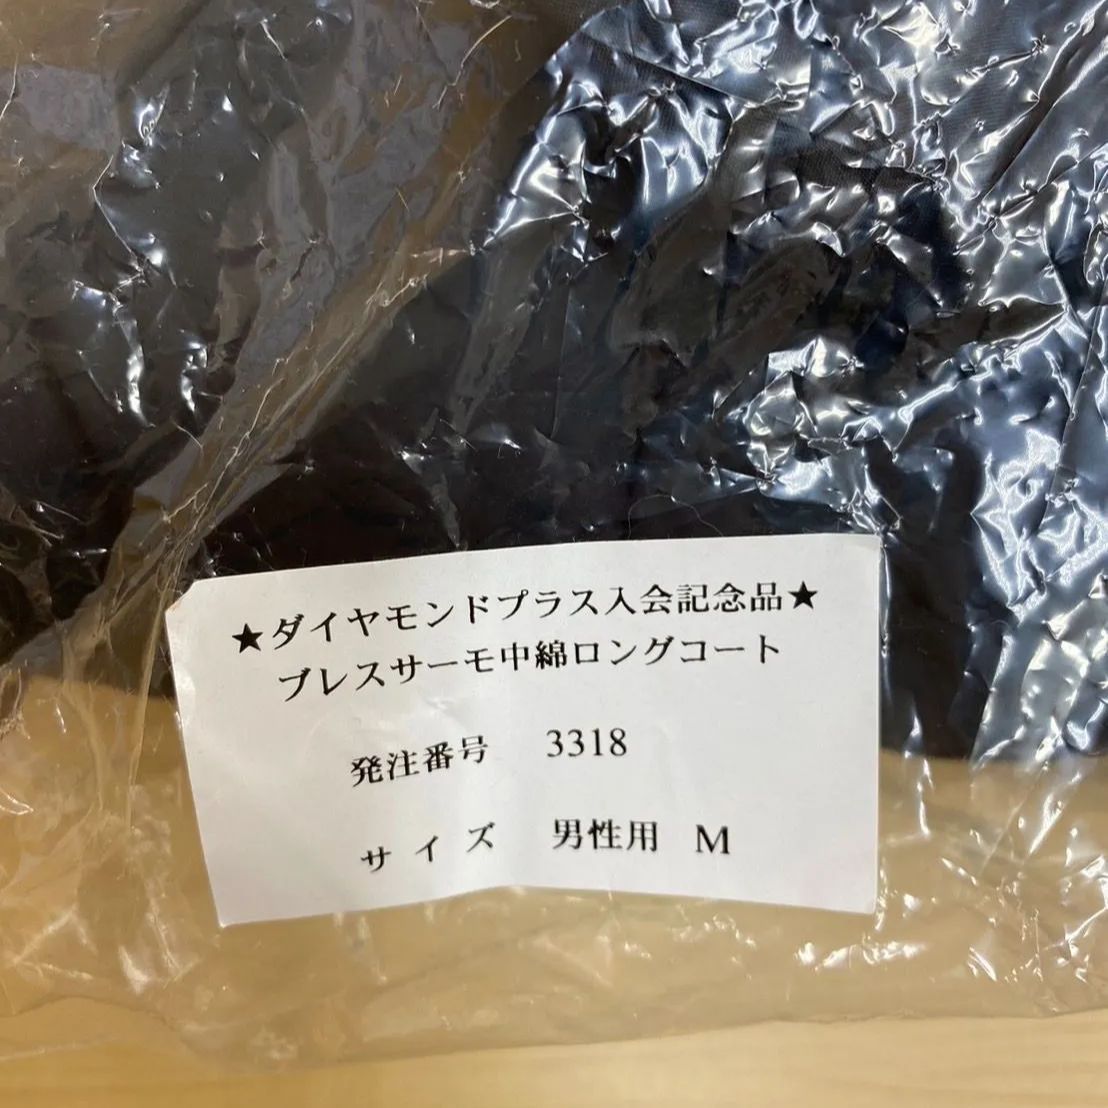 ★ダイヤモンドプラス入会記念品★
ブレスサーモ中綿ロングコート
発注番号 3318
サイズ 男性用 M